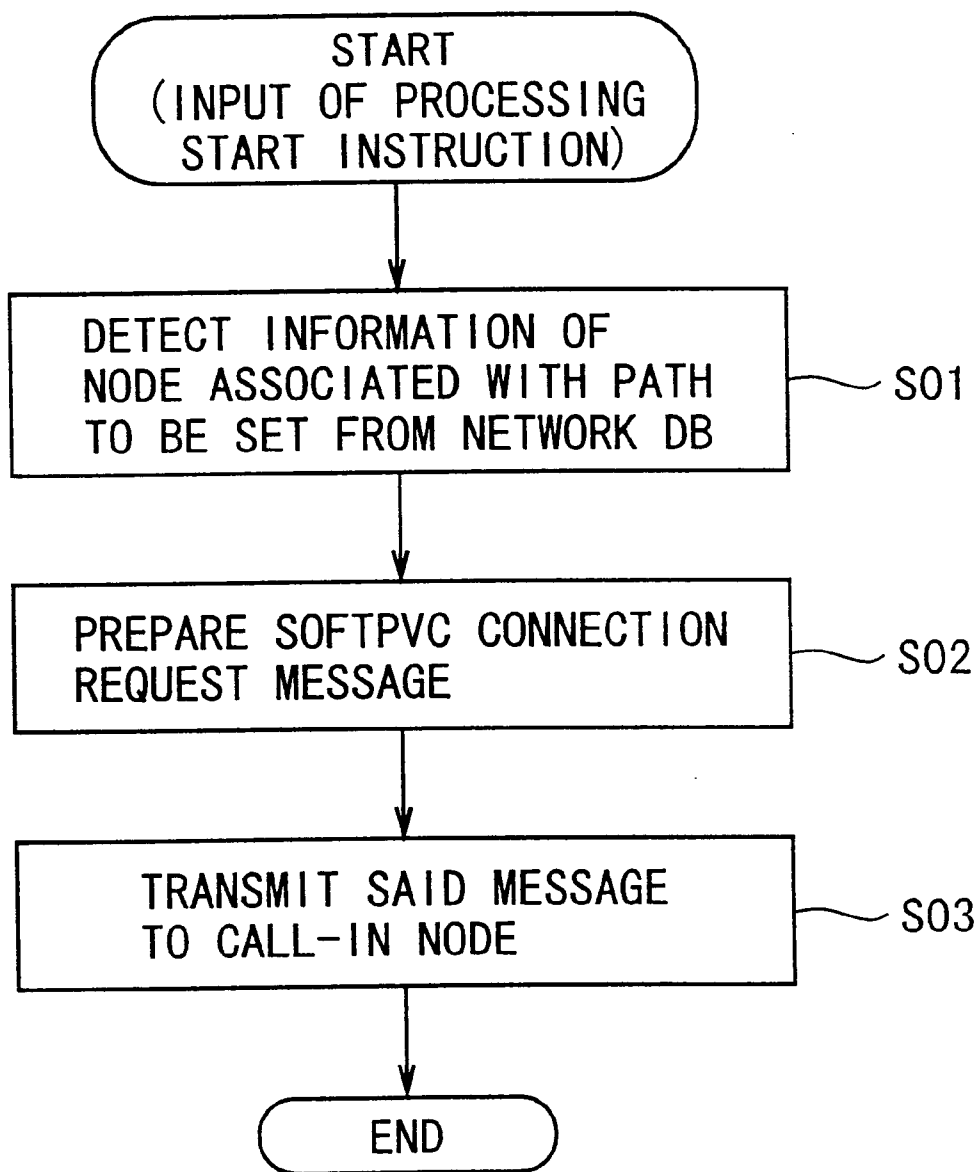 START
(INPUT OF PROCESSING
START INSTRUCTION)
DETECT INFORMATION OF
NODE ASSOCIATED WITH PATH
TO BE SET FROM NETWORK DB
S01
PREPARE SOFTPVC CONNECTION
REQUEST MESSAGE
S02
TRANSMIT SAID MESSAGE
TO CALL-IN NODE
S03
END